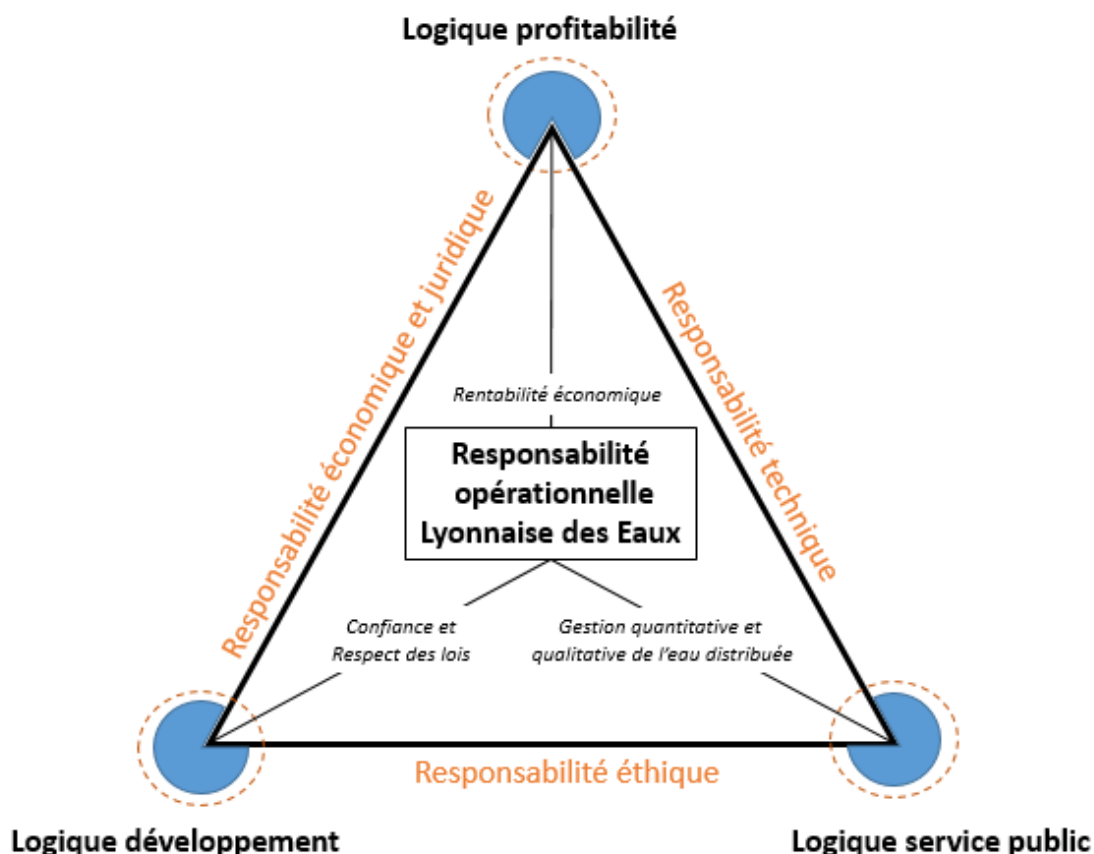 Logique profitabilité
Responsabilité économique et juridique
Responsabilité technique
Rentabilité économique
Responsabilité
opérationnelle
Lyonnaise des Eaux
Confiance et
Respect des lois
Gestion quantitative et
qualitative de l'eau distribuée
Responsabilité éthique
Logique développement
Logique service public